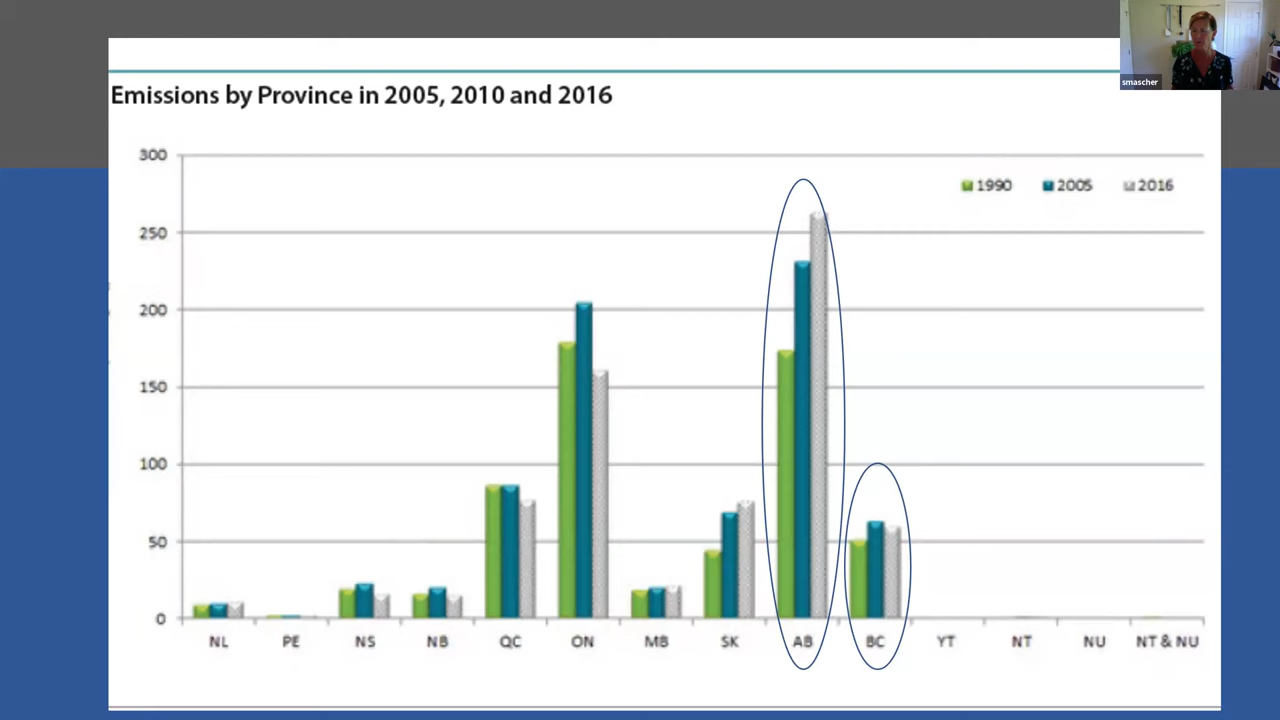 smascher
Emissions by Province in 2005, 2010 and 2016
300
1990 2005 2016
250
200
150
100
50
0
NL PE NS NB QC ON MB SK AB BC YT NT NU NT & NU